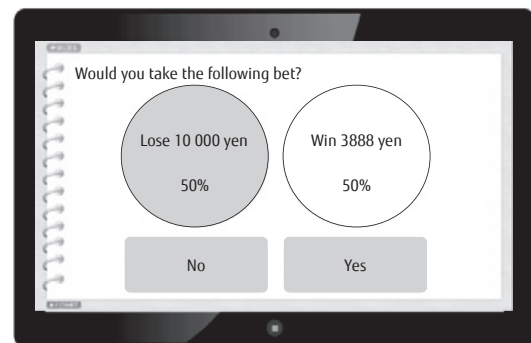 Would you take the following bet?
Lose 10 000 yen
50%
Win 3888 yen
50%
No
Yes